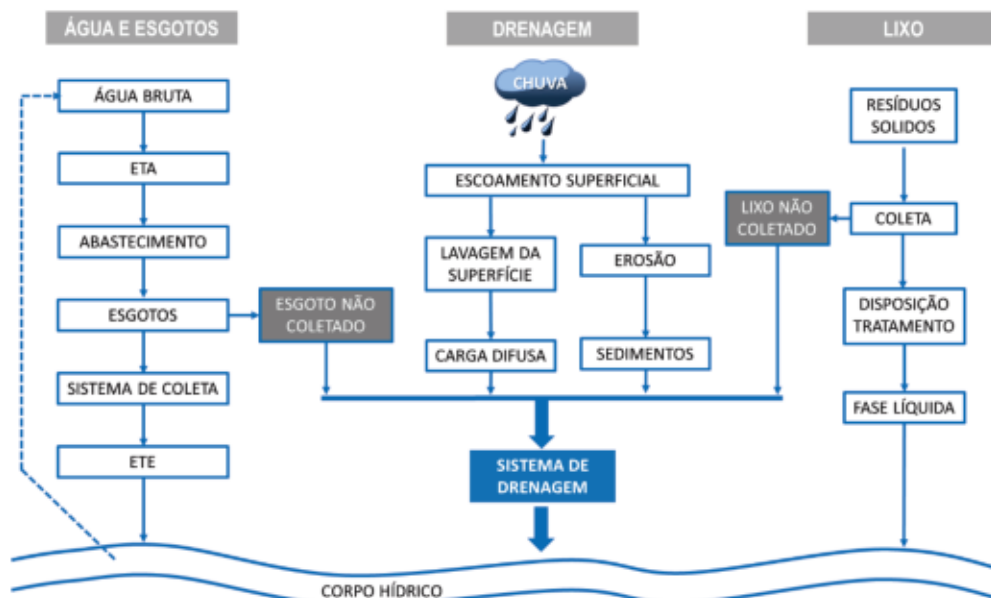 ÁGUA E ESGOTOS
ÁGUA BRUTA
ETA
ABASTECIMENTO
ESGOTOS
ESGOTO NÃO
COLETADO
SISTEMA DE COLETA
ETE
DRENAGEM
CHUVA
ESCOAMENTO SUPERFICIAL
LAVAGEM DA
SUPERFÍCIE
EROSÃO
CARGA DIFUSA
SEDIMENTOS
SISTEMA DE
DRENAGEM
LIXO
RESÍDUOS
SOLIDOS
LIXO NÃO
COLETADO
COLETA
DISPOSIÇÃO
TRATAMENTO
FASE LÍQUIDA
CORPO HÍDRICO